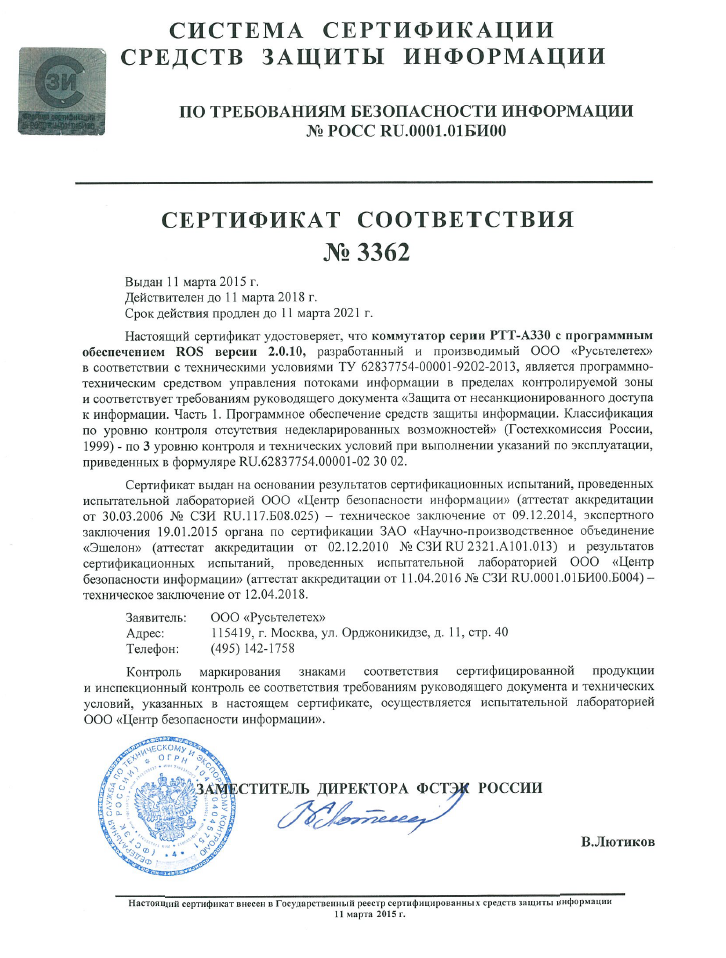 СИСТЕМА СЕРТИФИКАЦИИ
СРЕДСТВ ЗАЩИТЫ ИНФОРМАЦИИ
СЗИ
ПО ТРЕБОВАНИЯМ БЕЗОПАСНОСТИ ИНФОРМАЦИИ
№ РОСС RU.0001.01БИ00
СЕРТИФИКАТ СООТВЕТСТВИЯ
№ 3362
Выдан 11 марта 2015 г.
Действителен до 11 марта 2018 г.
Срок действия продлен до 11 марта 2021 г.
Настоящий сертификат удостоверяет, что коммутатор серии РТТ-А330 с программным
обеспечением ROS версии 2.0.10, разработанный и производимый ООО «Русьтелетех»
в соответствии с техническими условиями ТУ 62837754-00001-9202-2013, является программно-
техническим средством управления потоками информации в пределах контролируемой зоны
и соответствует требованиям руководящего документа «Защита от несанкционированного доступа
к информации. Часть 1. Программное обеспечение средств защиты информации. Классификация
по уровню контроля отсутствия недекларированных возможностей» (Гостехкомиссия России,
1999) - по 3 уровню контроля и технических условий при выполнении указаний по эксплуатации,
приведенных в формуляре RU.62837754.00001-02 30 02.
Сертификат выдан на основании результатов сертификационных испытаний, проведенных
испытательной лабораторией ООО «Центр безопасности информации» (аттестат аккредитации
от 30.03.2006 № СЗИ RU.117.Б08.025) – техническое заключение от 09.12.2014, экспертного
заключения 19.01.2015 органа по сертификации ЗАО «Научно-производственное объединение
«Эшелон» (аттестат аккредитации от 02.12.2010 № СЗИ RU 2321.А101.013) и результатов
сертификационных испытаний, проведенных испытательной лабораторией ООО «Центр
безопасности информации» (аттестат аккредитации от 11.04.2016 № СЗИ RU.0001.01БИ00.Б004) –
техническое заключение от 12.04.2018.
Заявитель: ООО «Русьтелетех»
Адрес: 115419, г. Москва, ул. Орджоникидзе, д. 11, стр. 40
Телефон: (495) 142-1758
Контроль маркирования знаками соответствия сертифицированной продукции
и инспекционный контроль ее соответствия требованиям руководящего документа и технических
условий, указанных в настоящем сертификате, осуществляется испытательной лабораторией
ООО «Центр безопасности информации».
ФЕДЕРАЛЬНАЯ СЛУЖБА ПО ТЕХНИЧЕСКОМУ И ЭКСПОРТНОМУ КОНТРОЛЮ
(ФСТЭК РОССИИ)
• 4 •
ЗАМЕСТИТЕЛЬ ДИРЕКТОРА ФСТЭК РОССИИ
В.Лютиков
Настоящий сертификат внесен в Государственный реестр сертифицированных средств защиты информации
11 марта 2015 г.